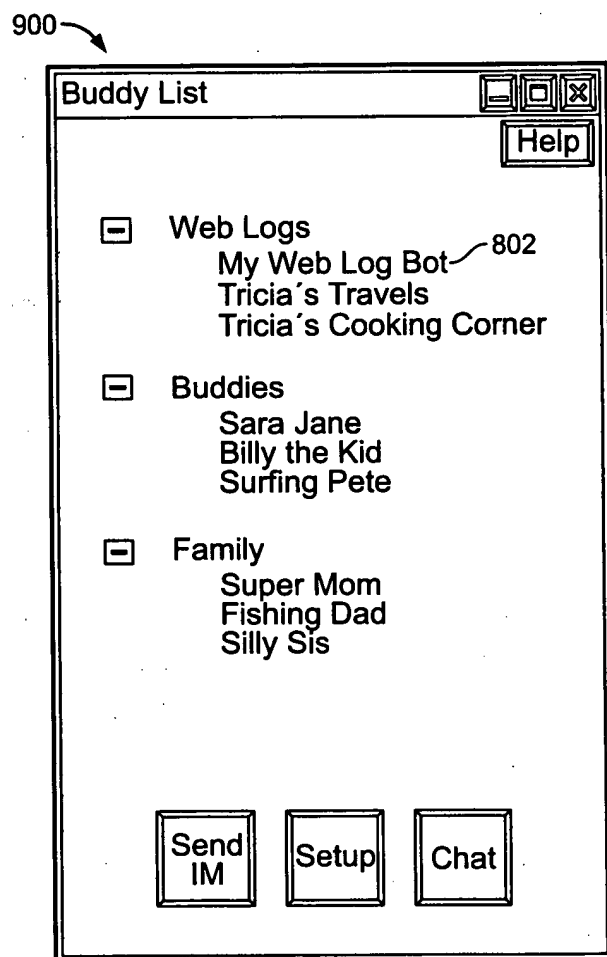 900
Buddy List
Help
Web Logs
My Web Log Bot 802
Tricia´s Travels
Tricia´s Cooking Corner
Buddies
Sara Jane
Billy the Kid
Surfing Pete
Family
Super Mom
Fishing Dad
Silly Sis
Send IM
Setup
Chat